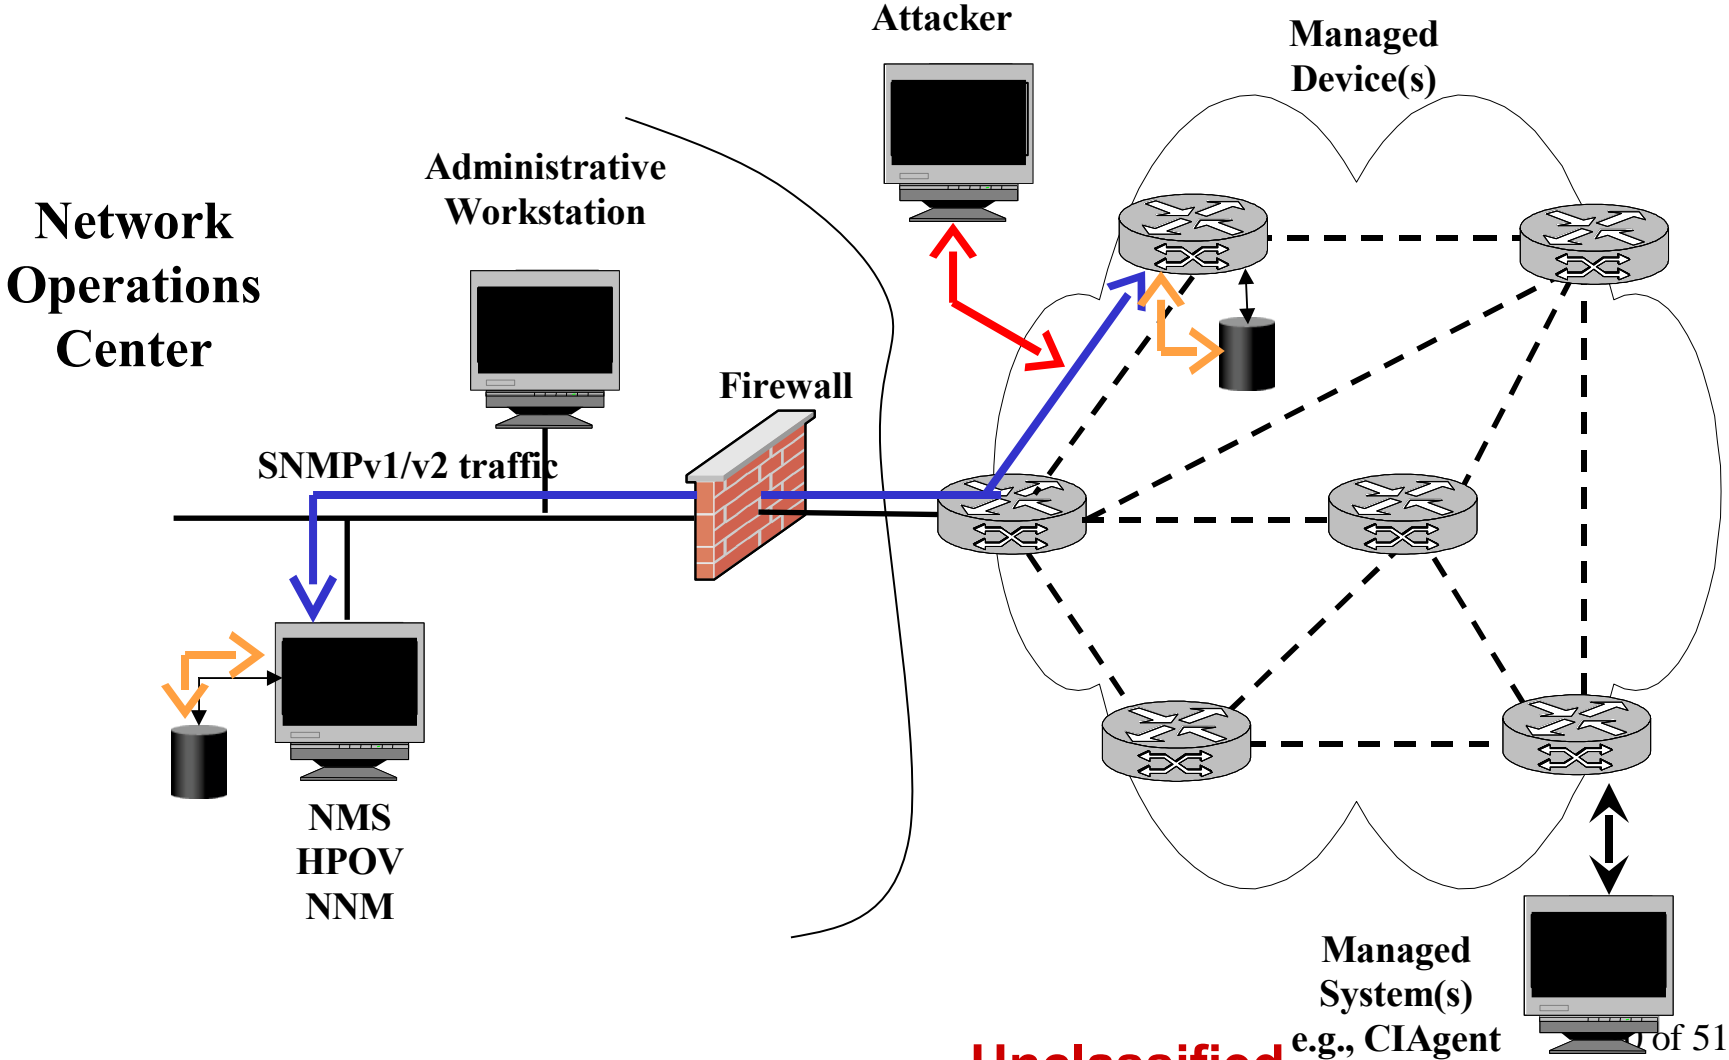 Attacker
Managed
Device(s)
Administrative
Workstation
Network
Operations
Center
Firewall
SNMPv1/v2 traffic
NMS
HPOV
NNM
Managed
System(s)
e.g., CIAgent
of 51
Unclassified